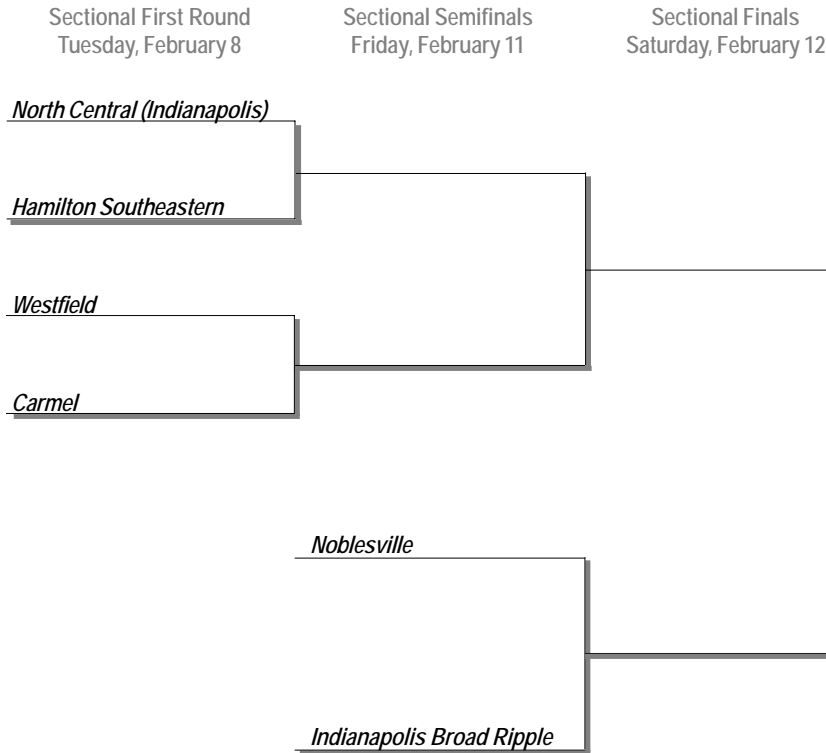 Sectional First Round
Tuesday, February 8
Sectional Semifinals
Friday, February 11
Sectional Finals
Saturday, February 12
North Central (Indianapolis)
Hamilton Southeastern
Westfield
Carmel
Noblesville
Indianapolis Broad Ripple